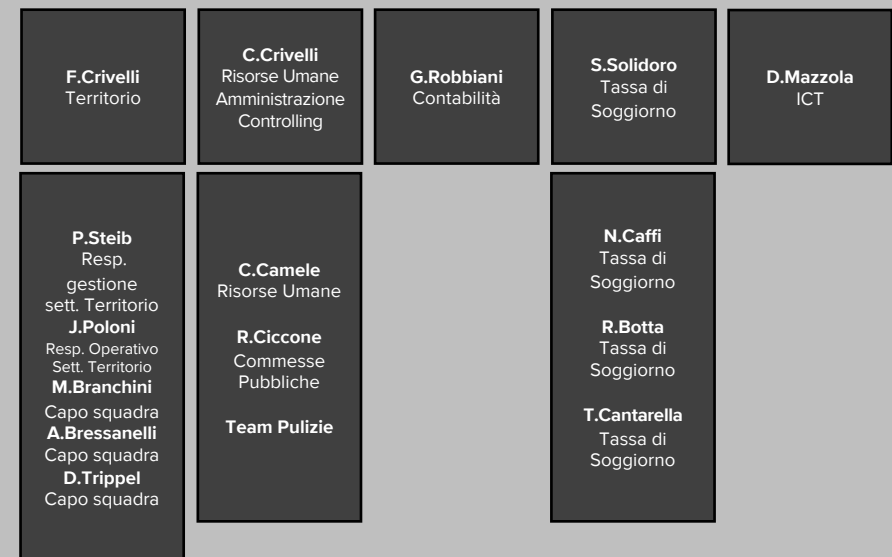 F.Crivelli
Territorio
C.Crivelli
Risorse Umane
Amministrazione
Controlling
G.Robbiani
Contabilità
S.Solidoro
Tassa di
Soggiorno
D.Mazzola
ICT
P.Steib
Resp.
gestione
sett. Territorio
J.Poloni
Resp. Operativo
Sett. Territorio
M.Branchini
Capo squadra
A.Bressanelli
Capo squadra
D.Trippel
Capo squadra
C.Camele
Risorse Umane
R.Ciccone
Commesse
Pubbliche
Team Pulizie
N.Caffi
Tassa di
Soggiorno
R.Botta
Tassa di
Soggiorno
T.Cantarella
Tassa di
Soggiorno